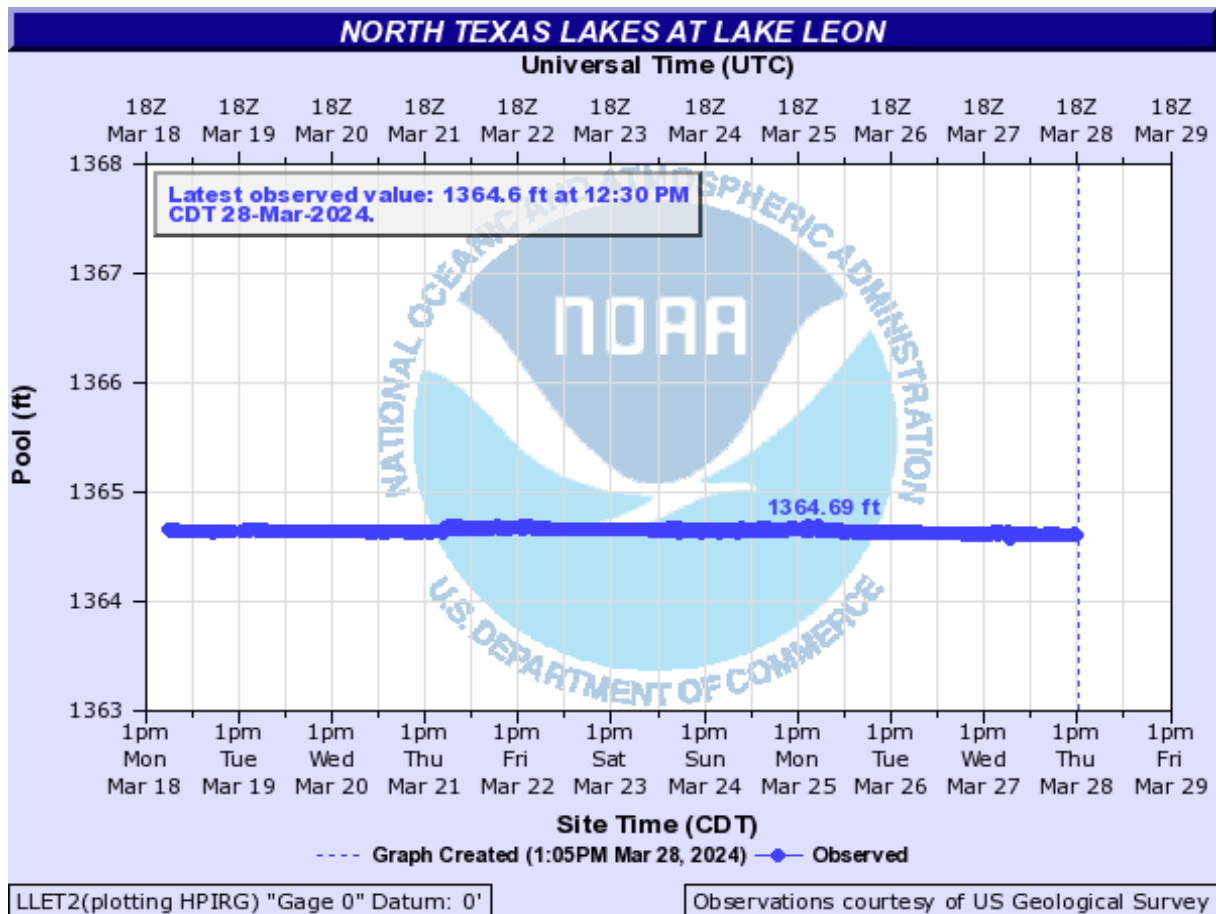 NORTH TEXAS LAKES AT LAKE LEON
Universal Time (UTC)
18Z 18Z 18Z 18Z 18Z 18Z 18Z 18Z 18Z 18Z 18Z 18Z
Mar 18 Mar 19 Mar 20 Mar 21 Mar 22 Mar 23 Mar 24 Mar 25 Mar 26 Mar 27 Mar 28 Mar 29
1368
Latest observed value: 1364.6 ft at 12:30 PM
CDT 28-Mar-2024.
NATIONAL OCEANIC AND ATMOSPHERIC ADMINISTRATION
1367
NOAA
1366
Pool (ft)
1365
1364.69 ft
1364
U.S. DEPARTMENT OF COMMERCE
1363
1pm 1pm 1pm 1pm 1pm 1pm 1pm 1pm 1pm 1pm 1pm 1pm
Mon Tue Wed Thu Fri Sat Sun Mon Tue Wed Thu Fri
Mar 18 Mar 19 Mar 20 Mar 21 Mar 22 Mar 23 Mar 24 Mar 25 Mar 26 Mar 27 Mar 28 Mar 29
Site Time (CDT)
Graph Created (1:05PM Mar 28, 2024) Observed
LLET2(plotting HPIRG) "Gage 0" Datum: 0'
Observations courtesy of US Geological Survey